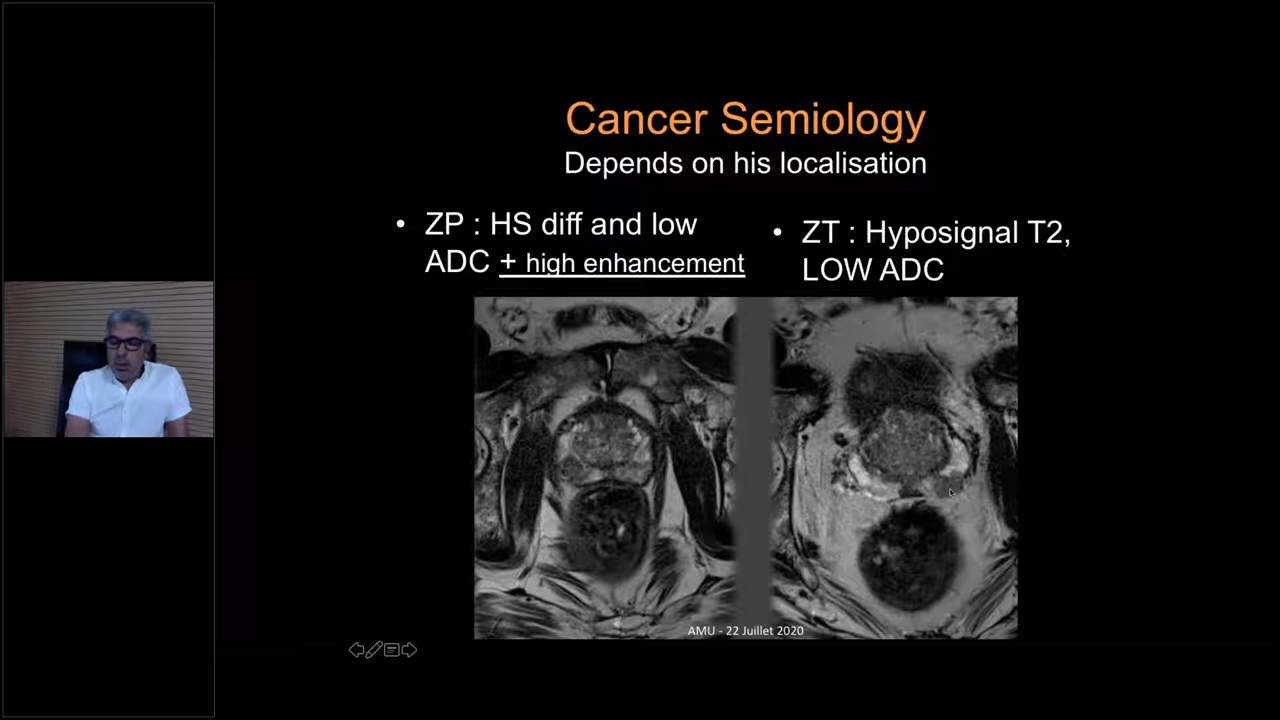 Cancer Semiology
Depends on his localisation
• ZP : HS diff and low
ADC + high enhancement
• ZT : Hyposignal T2,
LOW ADC
AMU - 22 Juillet 2020